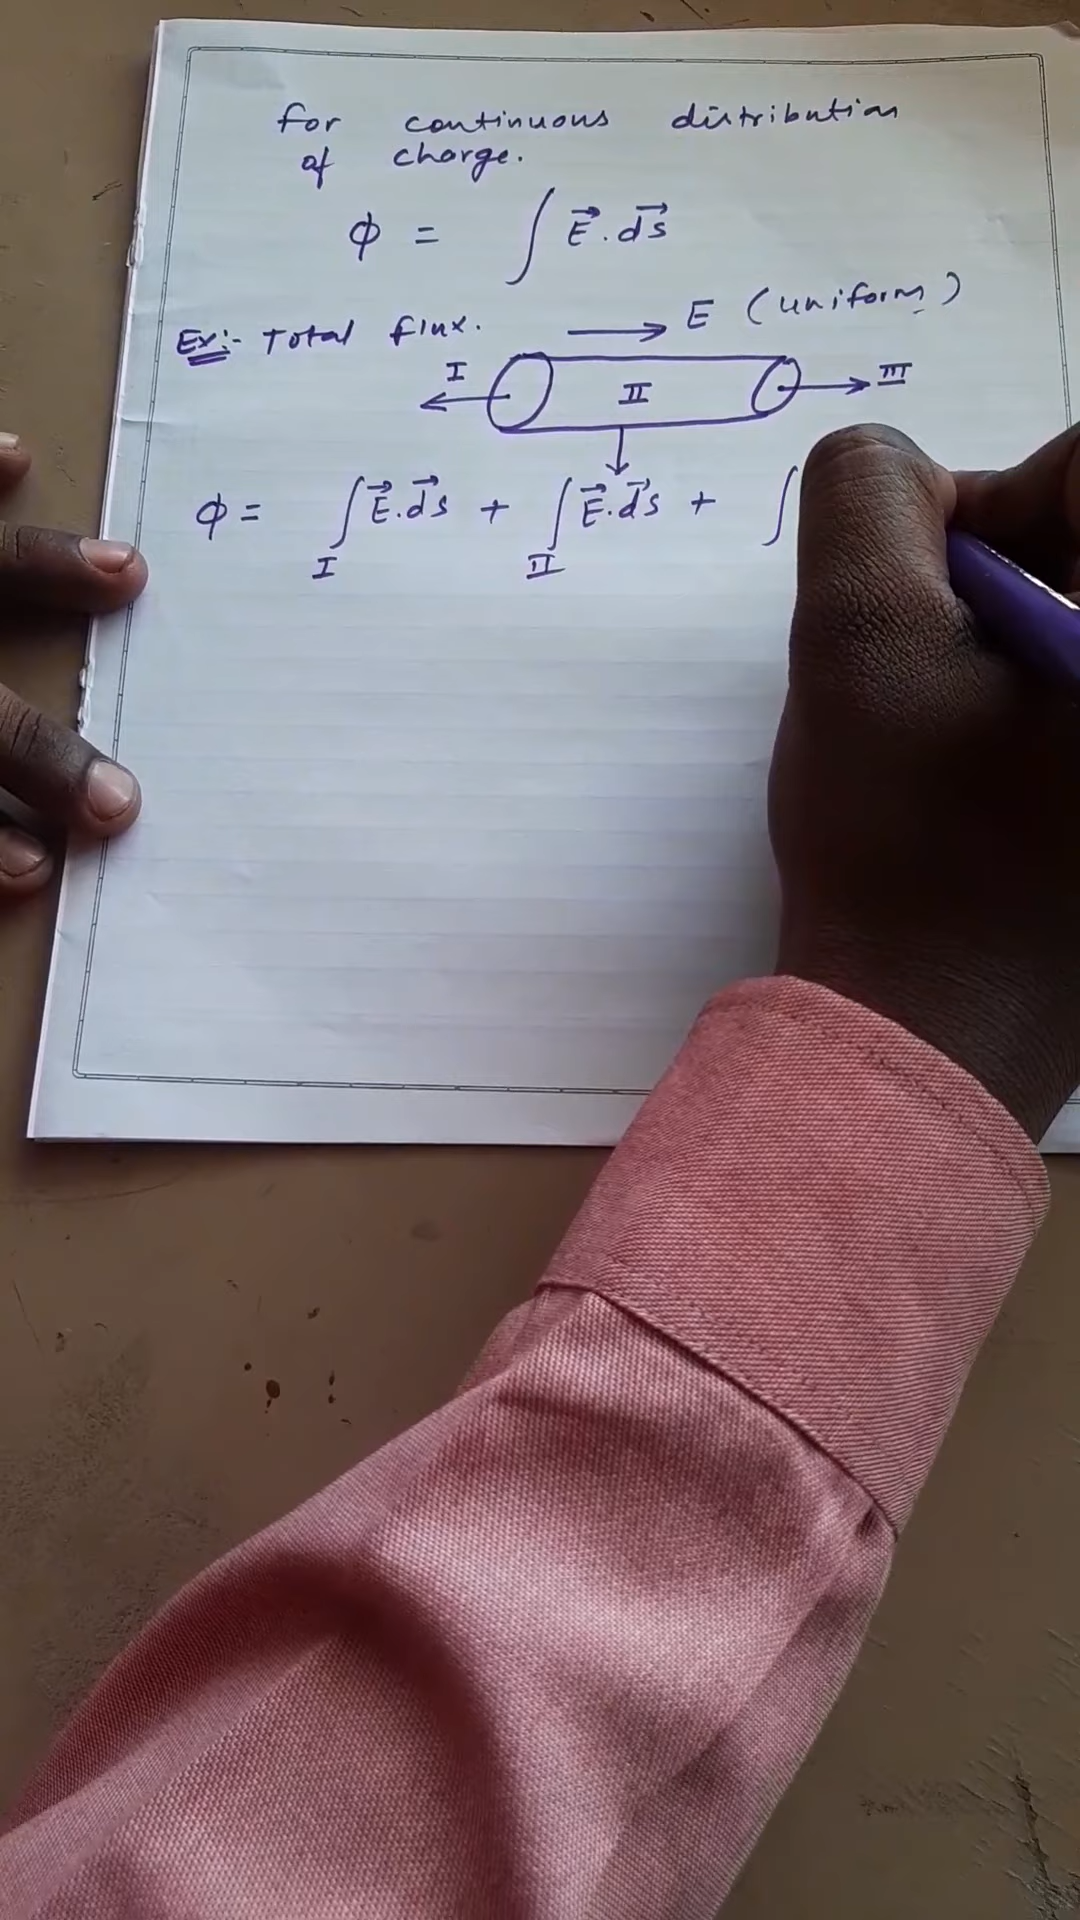 for continuous distribution
of charge.
ϕ = ∫ E⃗.ds⃗
Ex:- Total flux. → E (uniform)
I II III
ϕ = ∫ E⃗.ds⃗ + ∫ E⃗.ds⃗ + ∫
I II